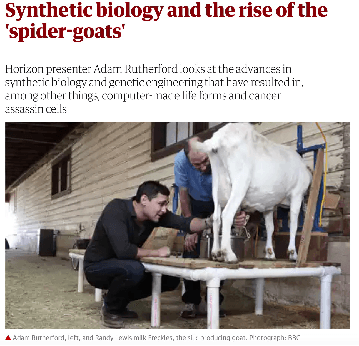 Synthetic biology and the rise of the
'spider-goats'
Horizon presenter Adam Rutherford looks at the advances in
synthetic biology and genetic engineering that have resulted in,
among other things, computer-made life forms and cancer
assassin cells
Adam Rutherford, left, and Randy Lewis milk Freckles, the silk-producing goat. Photograph: BBC